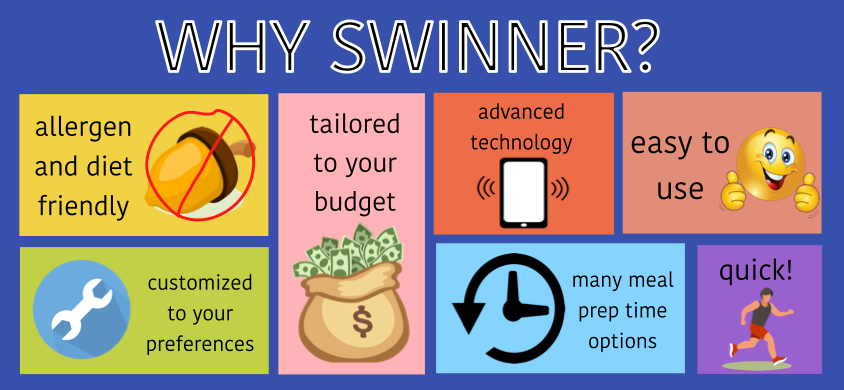 WHY SWINNER?
allergen
and diet
friendly
tailored
to your
budget
$
advanced
technology
easy to
use
customized
to your
preferences
many meal
prep time
options
quick!